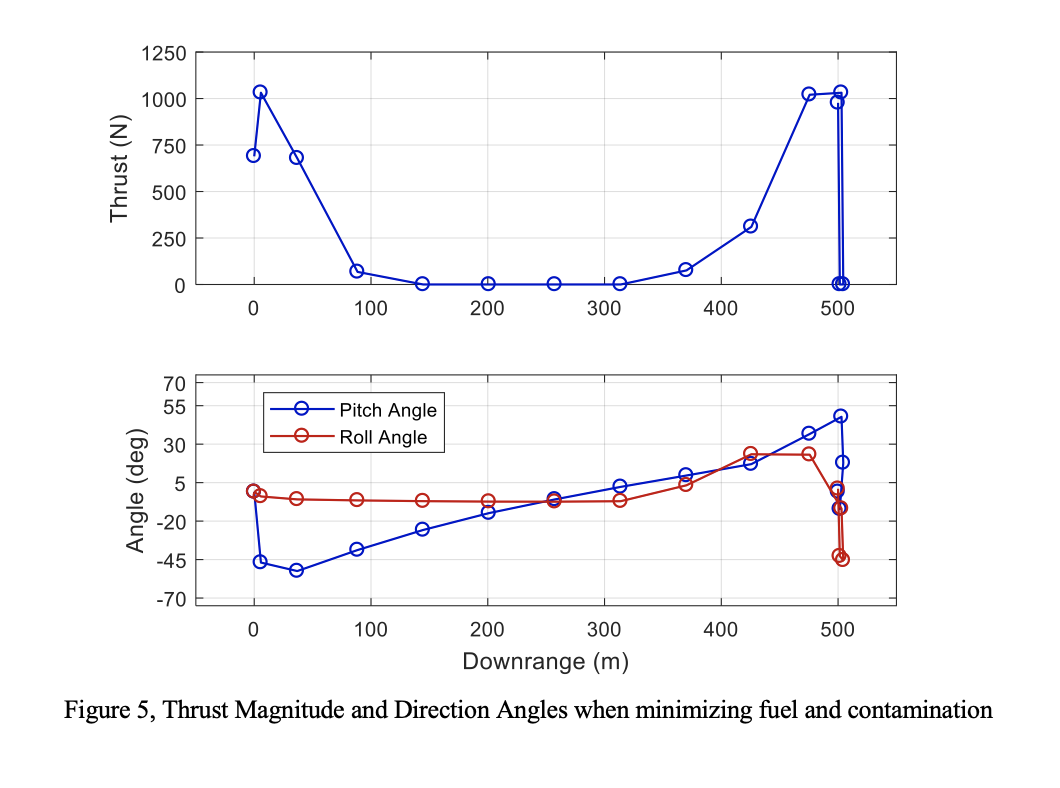 1250
1000
750
500
250
0
Thrust (N)
0 100 200 300 400 500
70
55
30
5
-20
-45
-70
Angle (deg)
Pitch Angle
Roll Angle
0 100 200 300 400 500
Downrange (m)
Figure 5, Thrust Magnitude and Direction Angles when minimizing fuel and contamination